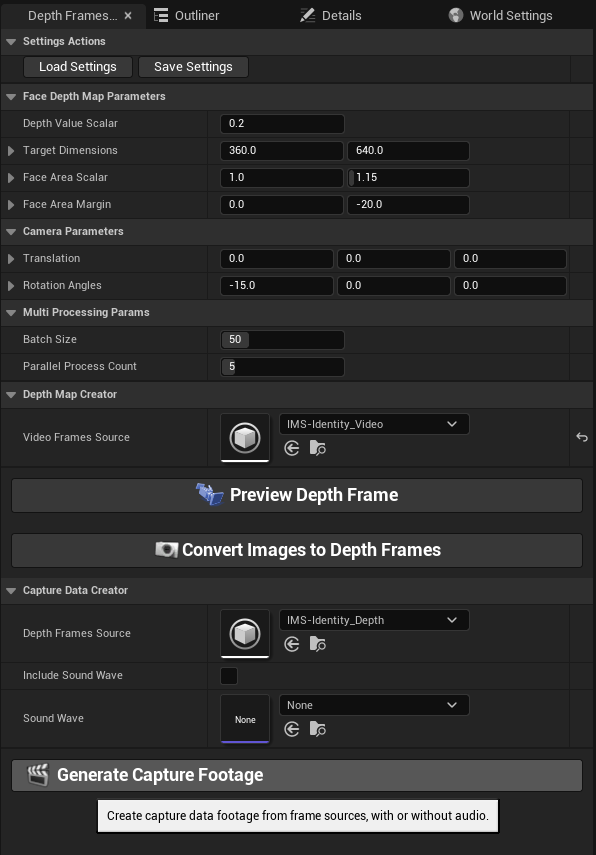 Depth Frames... × Outliner Details World Settings
Settings Actions
Load Settings Save Settings
Face Depth Map Parameters
Depth Value Scalar 0.2
Target Dimensions 360.0 640.0
Face Area Scalar 1.0 1.15
Face Area Margin 0.0 -20.0
Camera Parameters
Translation 0.0 0.0 0.0
Rotation Angles -15.0 0.0 0.0
Multi Processing Params
Batch Size 50
Parallel Process Count 5
Depth Map Creator
Video Frames Source IMS-Identity_Video
Preview Depth Frame
Convert Images to Depth Frames
Capture Data Creator
Depth Frames Source IMS-Identity_Depth
Include Sound Wave
Sound Wave None None
Generate Capture Footage
Create capture data footage from frame sources, with or without audio.